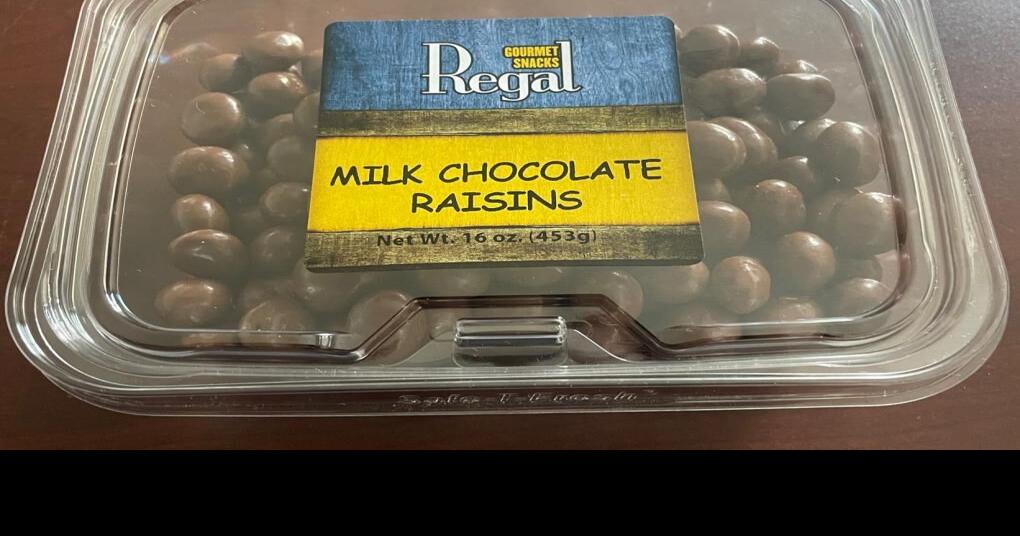 Regal
GOURMET
SNACKS
MILK CHOCOLATE
RAISINS
Net Wt. 16 oz. (453g)